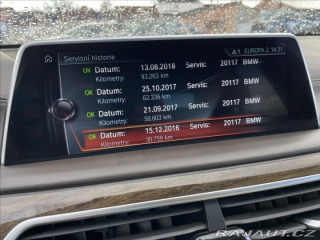 Servisní historie
1 EUROPA 2 14:31
OK Datum: 13.08.2018 Servis: 20117 BMW
Kilometry: 93.263 km
OK Datum: 25.10.2017 Servis: 20117 BMW
Kilometry: 62.336 km
OK Datum: 21.09.2017 Servis: 20117 BMW
Kilometry: 58.603 km
OK Datum: 15.12.2016 Servis: 20117 BMW
Kilometry: 30.759 km
BAJAUTO.CZ